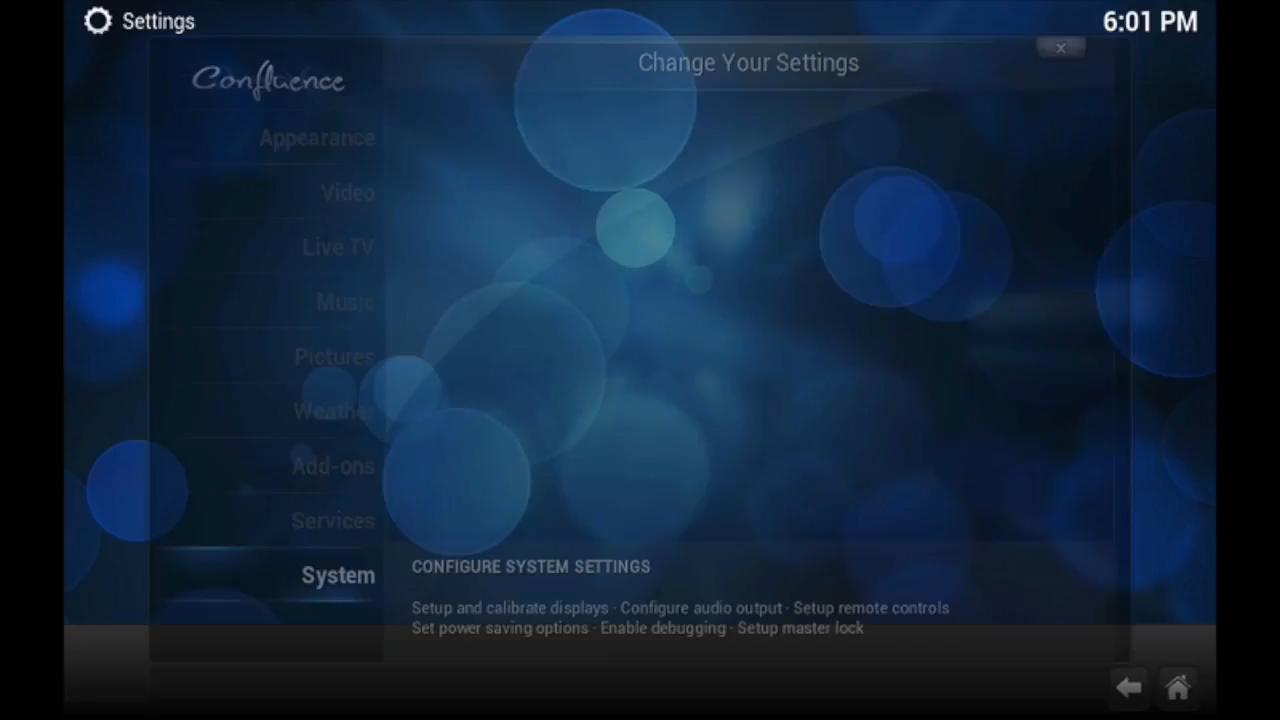 Settings
6:01 PM
Confluence
Change Your Settings
x
Appearance
Video
Live TV
Music
Pictures
Weather
Add-ons
Services
System
CONFIGURE SYSTEM SETTINGS
Setup and calibrate displays · Configure audio output · Setup remote controls
Set power saving options · Enable debugging · Setup master lock